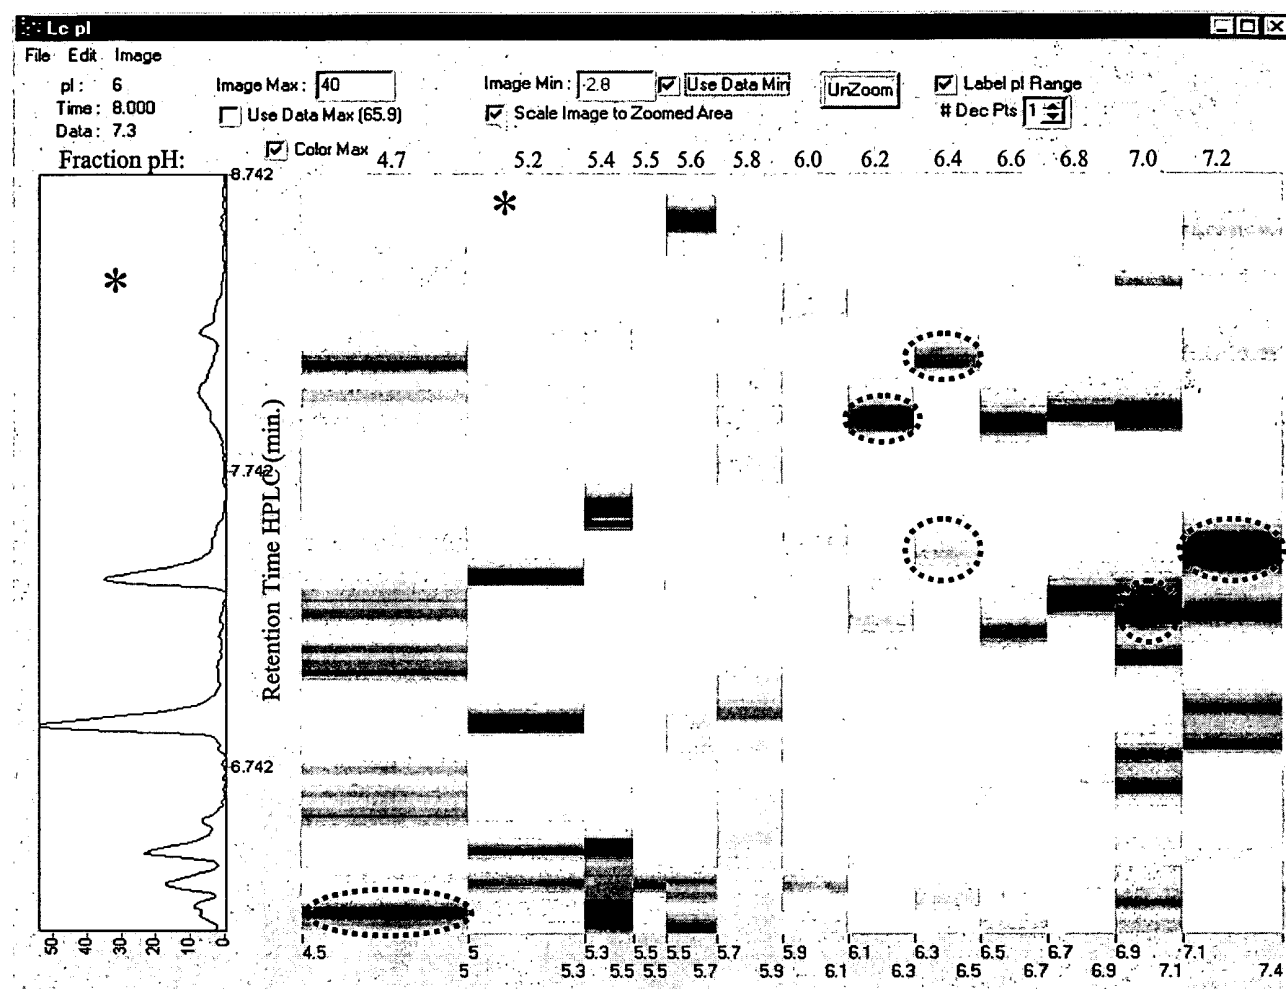 Lc pI
File Edit Image
pI : 6
Time : 8.000
Data : 7.3
Image Max : 40
Use Data Max (65.9)
Color Max
Image Min : -2.8
Use Data Min
Scale Image to Zoomed Area
UnZoom
Label pI Range
# Dec Pts 1
Fraction pH: 4.7 5.2 5.4 5.5 5.6 5.8 6.0 6.2 6.4 6.6 6.8 7.0 7.2
*
*
8.742
7.742
6.742
Retention Time HPLC (min.)
50 40 30 20 10 0
4.5 5.4 5.5 5.5 5.7 5.9 6.1 6.3 6.5 6.7 6.9 7.1
5 5.3 5.5 5.5 5.7 5.9 6.1 6.3 6.5 6.7 6.9 7.1 7.4